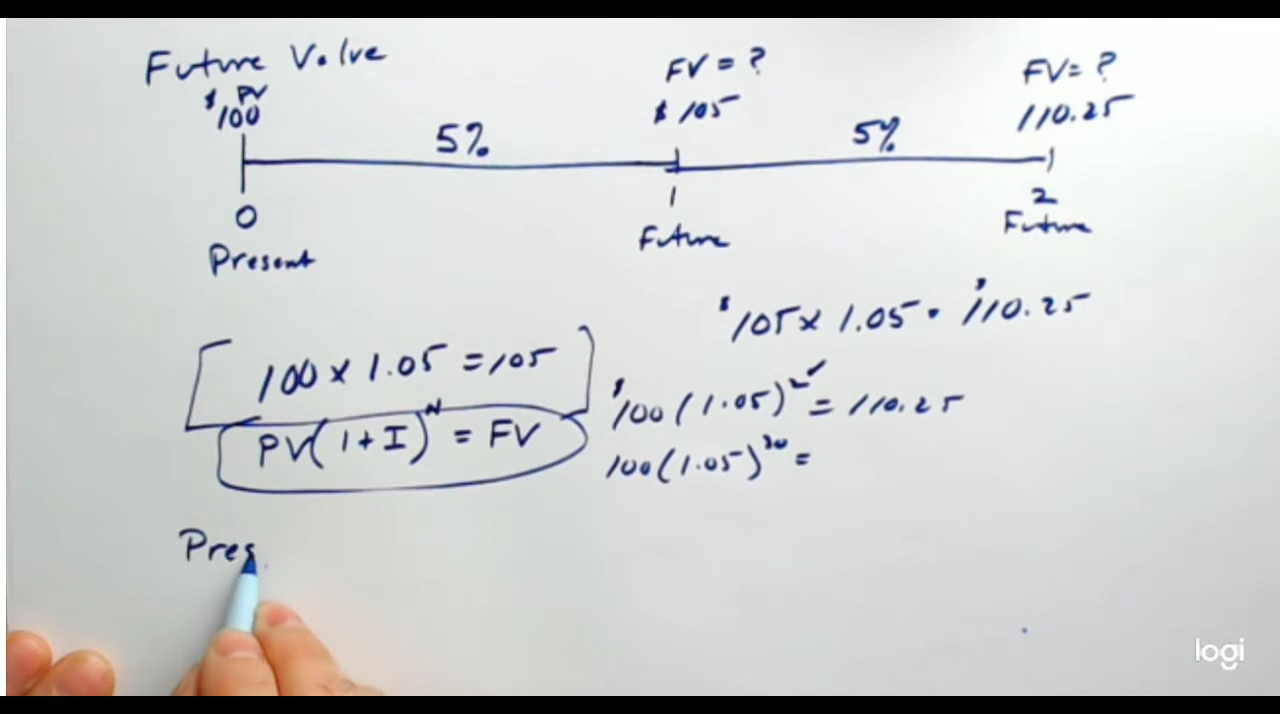 Future Value
PV
$100
5%
FV = ?
$105
5%
FV = ?
110.25
0
Present
1
Future
2
Future
$105 x 1.05 = $110.25
100 x 1.05 = 105
$100 (1.05)² = 110.25
PV(1+I)^N = FV
100(1.05)^30 =
Pres
logi